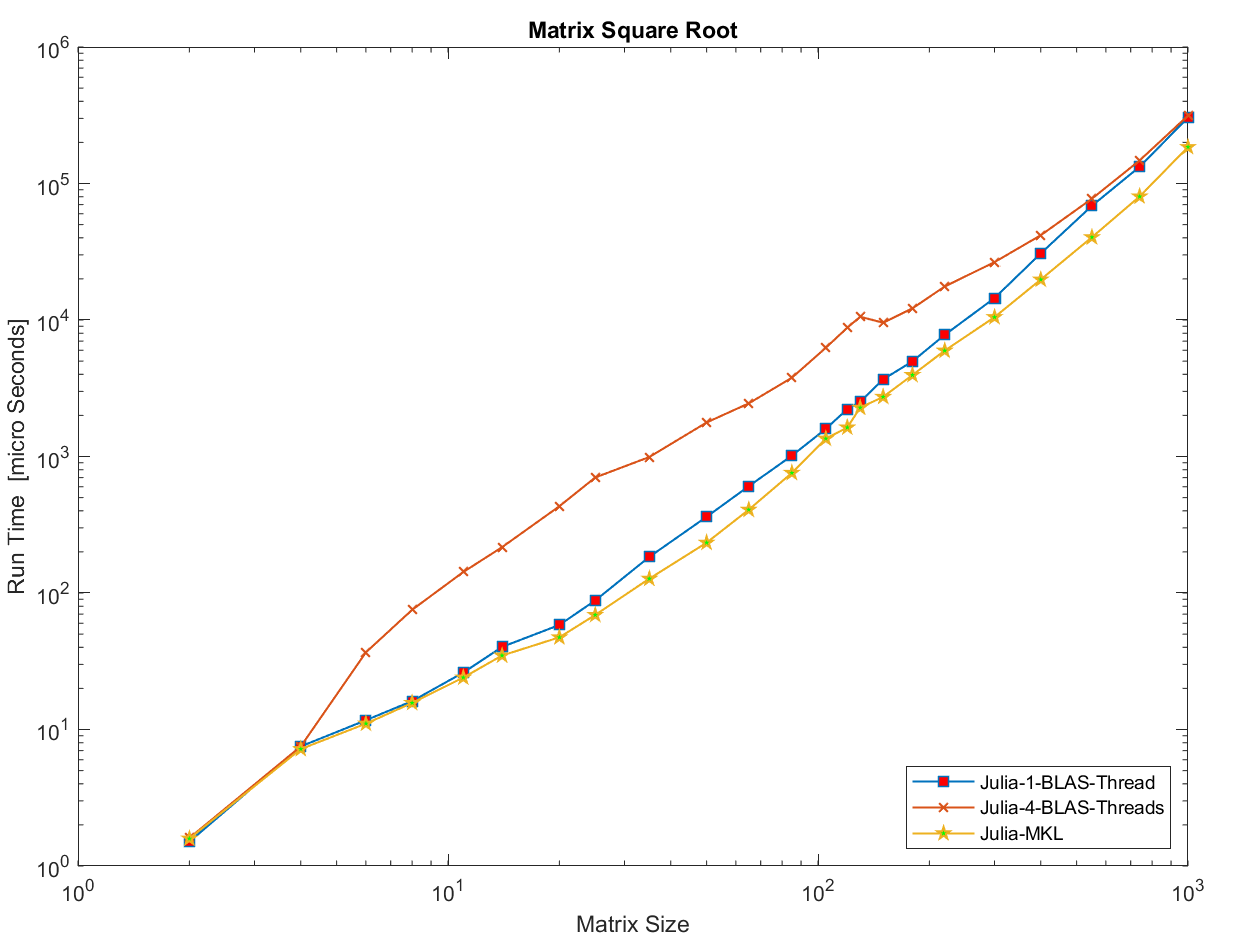 Matrix Square Root
10^6
10^5
10^4
10^3
10^2
10^1
10^0
Run Time [micro Seconds]
10^0 10^1 10^2 10^3
Matrix Size
Julia-1-BLAS-Thread
Julia-4-BLAS-Threads
Julia-MKL